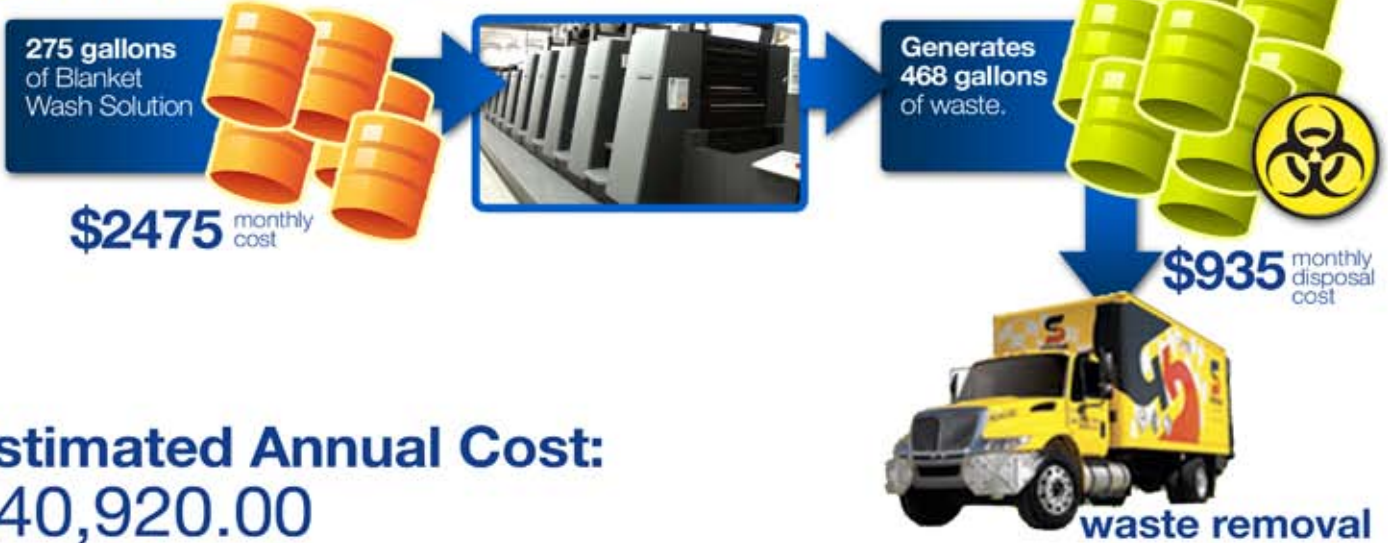 275 gallons
of Blanket
Wash Solution
$2475 monthly
cost
Generates
468 gallons
of waste.
$935 monthly
disposal
cost
stimated Annual Cost:
40,920.00
waste removal